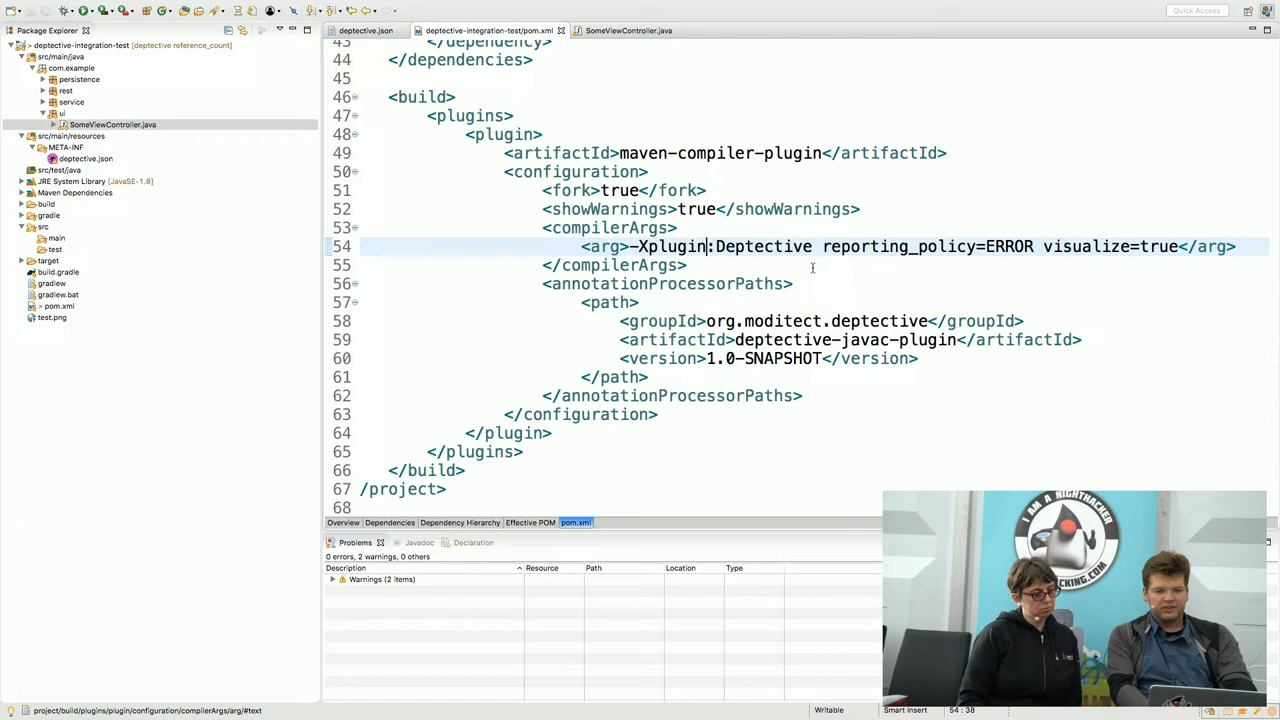 Quick Access
Package Explorer
deptective.json
deptective-integration-test/pom.xml
SomeViewController.java
> deptective-integration-test [deptective reference_count]
src/main/java
com.example
persistence
rest
service
ui
SomeViewController.java
src/main/resources
META-INF
deptective.json
src/test/java
JRE System Library [JavaSE-1.8]
Maven Dependencies
build
gradle
src
main
test
target
build.gradle
gradlew
gradlew.bat
> pom.xml
test.png
43 </dependency>
44 </dependencies>
45
46 <build>
47 <plugins>
48 <plugin>
49 <artifactId>maven-compiler-plugin</artifactId>
50 <configuration>
51 <fork>true</fork>
52 <showWarnings>true</showWarnings>
53 <compilerArgs>
54 <arg>-Xplugin:Deptective reporting_policy=ERROR visualize=true</arg>
55 </compilerArgs>
56 <annotationProcessorPaths>
57 <path>
58 <groupId>org.moditect.deptective</groupId>
59 <artifactId>deptective-javac-plugin</artifactId>
60 <version>1.0-SNAPSHOT</version>
61 </path>
62 </annotationProcessorPaths>
63 </configuration>
64 </plugin>
65 </plugins>
66 </build>
67 /project>
68
Overview Dependencies Dependency Hierarchy Effective POM pom.xml
Problems Javadoc Declaration
0 errors, 2 warnings, 0 others
Description Resource Path Location Type
Warnings (2 items)
I AM A NIGHTHACKER
HACKING.COM
project/build/plugins/plugin/configuration/compilerArgs/arg/#text
Writable Smart Insert 54 : 38